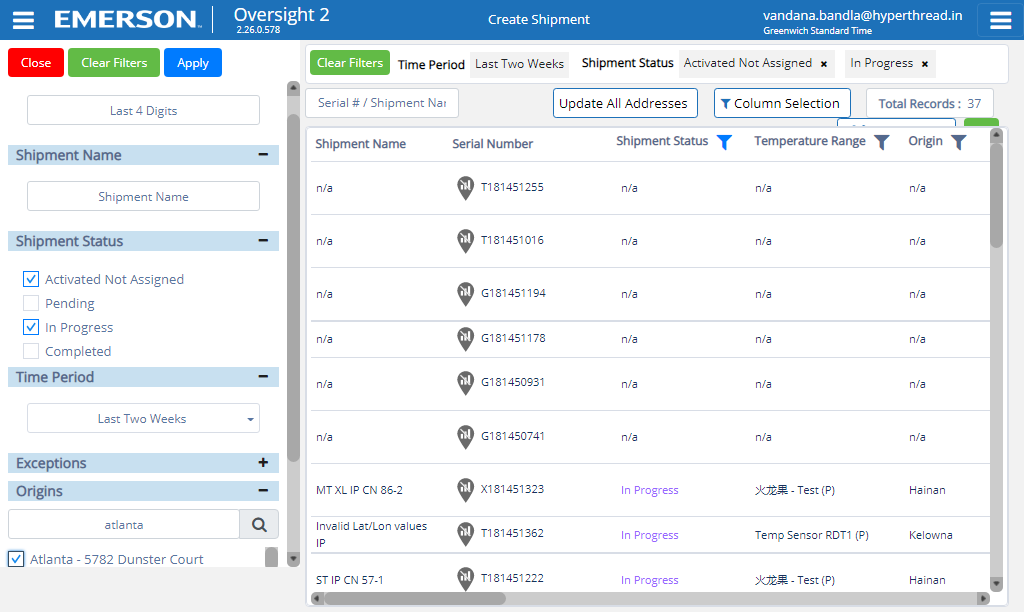 EMERSON
Oversight 2
2.26.0.578
Create Shipment
vandana.bandla@hyperthread.in
Greenwich Standard Time
Close
Clear Filters
Apply
Last 4 Digits
Shipment Name
Shipment Name
Shipment Status
Activated Not Assigned
Pending
In Progress
Completed
Time Period
Last Two Weeks
Exceptions
Origins
atlanta
Atlanta - 5782 Dunster Court
Clear Filters Time Period Last Two Weeks Shipment Status Activated Not Assigned × In Progress ×
Serial # / Shipment Nar
Update All Addresses
Column Selection
Total Records : 37
Shipment Name Serial Number Shipment Status Temperature Range Origin
n/a T181451255 n/a n/a n/a
n/a T181451016 n/a n/a n/a
n/a G181451194 n/a n/a n/a
n/a G181451178 n/a n/a n/a
n/a G181450931 n/a n/a n/a
n/a G181450741 n/a n/a n/a
MT XL IP CN 86-2 X181451323 In Progress 火龙果 - Test (P) Hainan
Invalid Lat/Lon values
IP T181451362 In Progress Temp Sensor RDT1 (P) Kelowna
ST IP CN 57-1 T181451222 In Progress 火龙果 - Test (P) Hainan